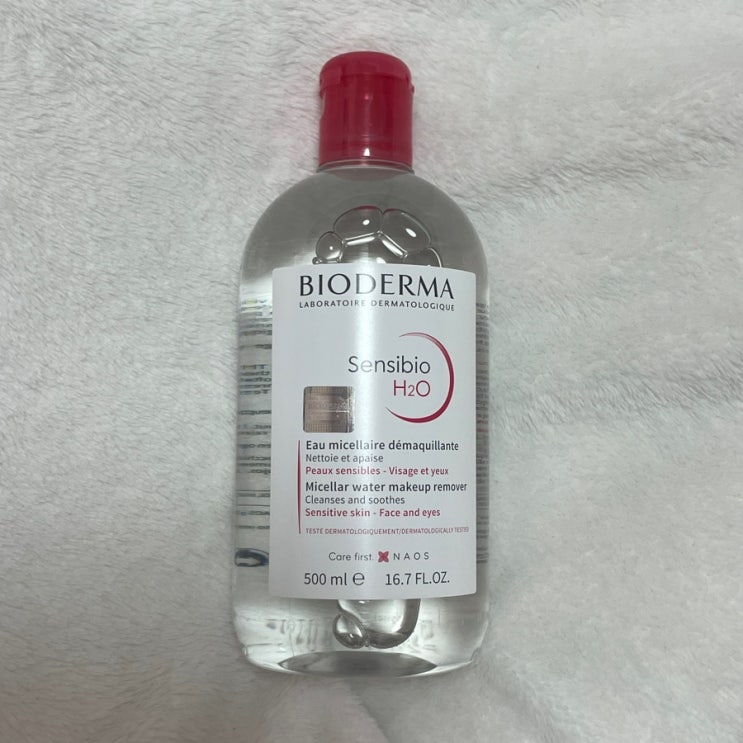 BIODERMA
LABORATOIRE DERMATOLOGIQUE
Sensibio
H2O
Eau micellaire démaquillante
Nettoie et apaise
Peaux sensibles - Visage et yeux
Micellar water makeup remover
Cleanses and soothes
Sensitive skin - Face and eyes
TESTÉ DERMATOLOGIQUEMENT/DERMATOLOGICALLY TESTED
Care first. NAOS
500 ml ℮ 16.7 FL.OZ.